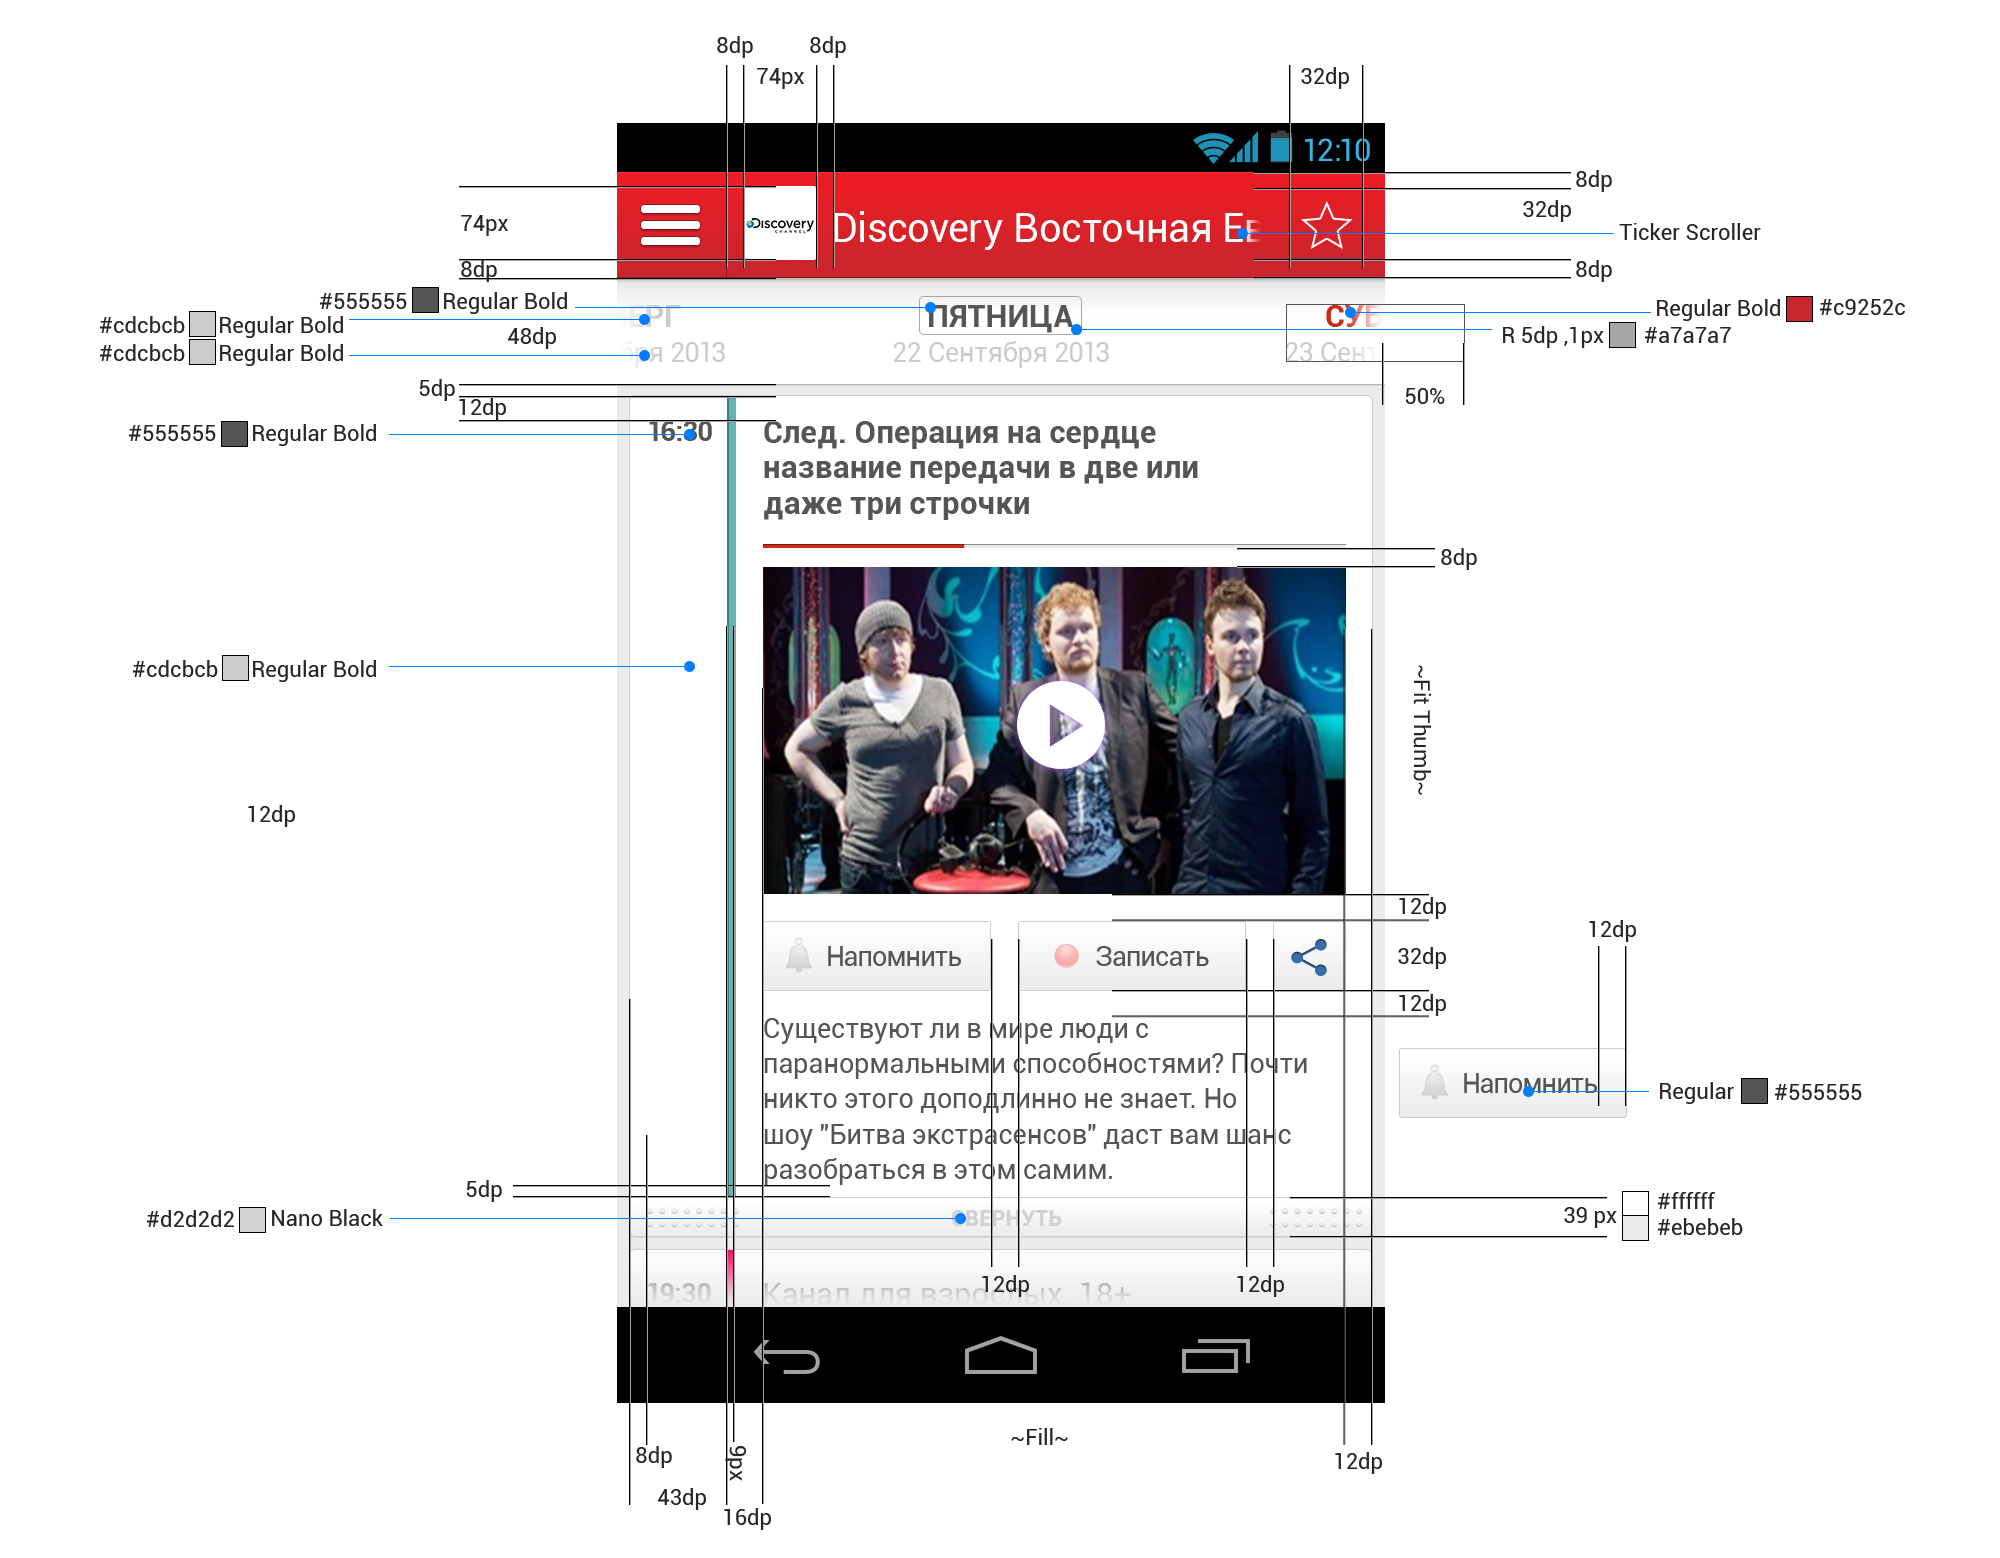 8dp
8dp
74px
32dp
12:10
8dp
74px
Discovery
CHANNEL
Discovery Восточная Ев
32dp
Ticker Scroller
8dp
8dp
#555555 Regular Bold
#cdcbcb Regular Bold
48dp
#cdcbcb Regular Bold
ЕРГ
ПЯТНИЦА
СУБ
бря 2013
22 Сентября 2013
23 Сент
Regular Bold #c9252c
R 5dp ,1px #a7a7a7
50%
5dp
12dp
#555555 Regular Bold
16:30
След. Операция на сердце
название передачи в две или
даже три строчки
8dp
#cdcbcb Regular Bold
~Fit Thumb~
12dp
12dp
Напомнить
Записать
32dp
12dp
12dp
Существуют ли в мире люди с
паранормальными способностями? Почти
никто этого доподлинно не знает. Но
шоу "Битва экстрасенсов" даст вам шанс
разобраться в этом самим.
Напомнить
Regular #555555
5dp
#d2d2d2 Nano Black
СВЕРНУТЬ
39 px
#ffffff
#ebebeb
12dp
12dp
19:30
Канал для взрослых. 18+
~Fill~
8dp
9px
12dp
43dp
16dp